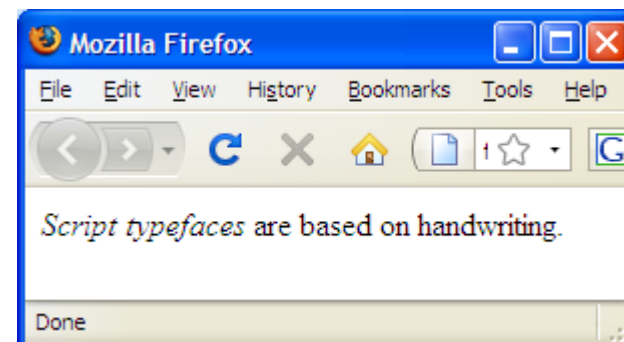 Mozilla Firefox
File Edit View History Bookmarks Tools Help
G
Script typefaces are based on handwriting.
Done